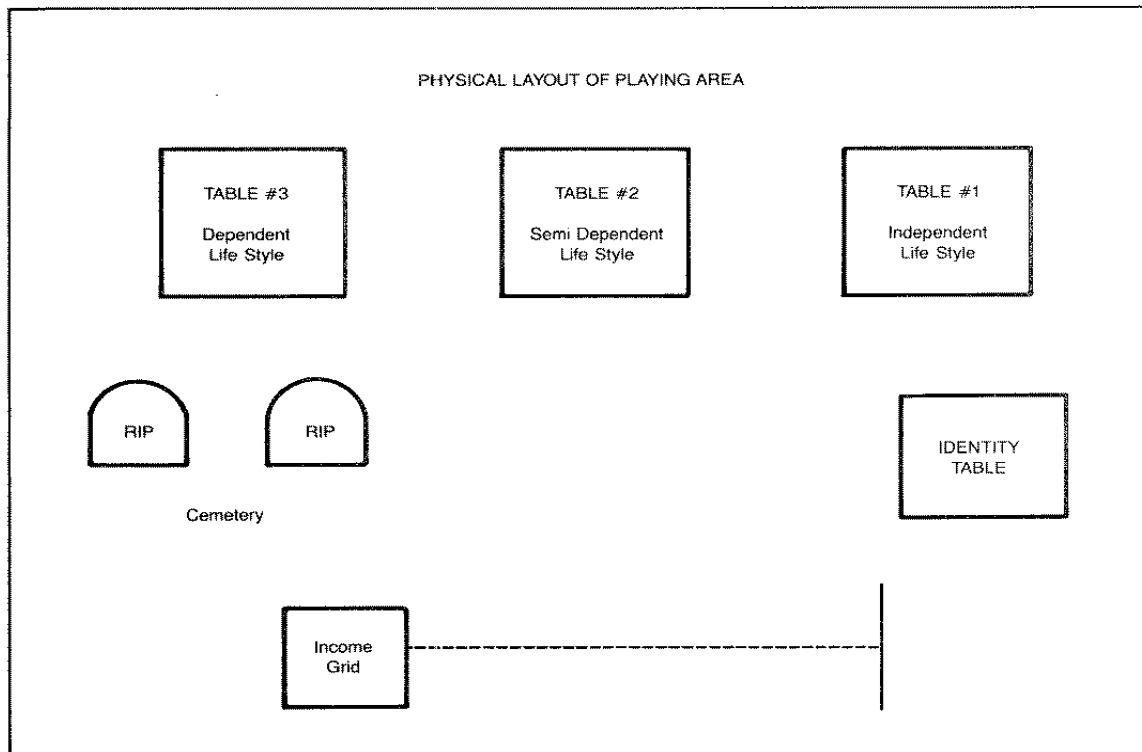 PHYSICAL LAYOUT OF PLAYING AREA
TABLE #3
Dependent
Life Style
TABLE #2
Semi Dependent
Life Style
TABLE #1
Independent
Life Style
RIP
RIP
Cemetery
IDENTITY
TABLE
Income
Grid